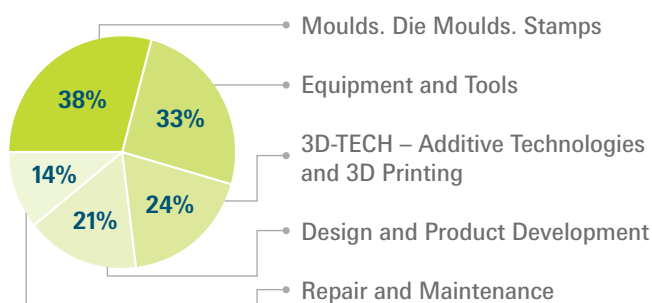 Moulds. Die Moulds. Stamps
38%
Equipment and Tools
33%
3D-TECH – Additive Technologies
and 3D Printing
14%
24%
21%
Design and Product Development
Repair and Maintenance